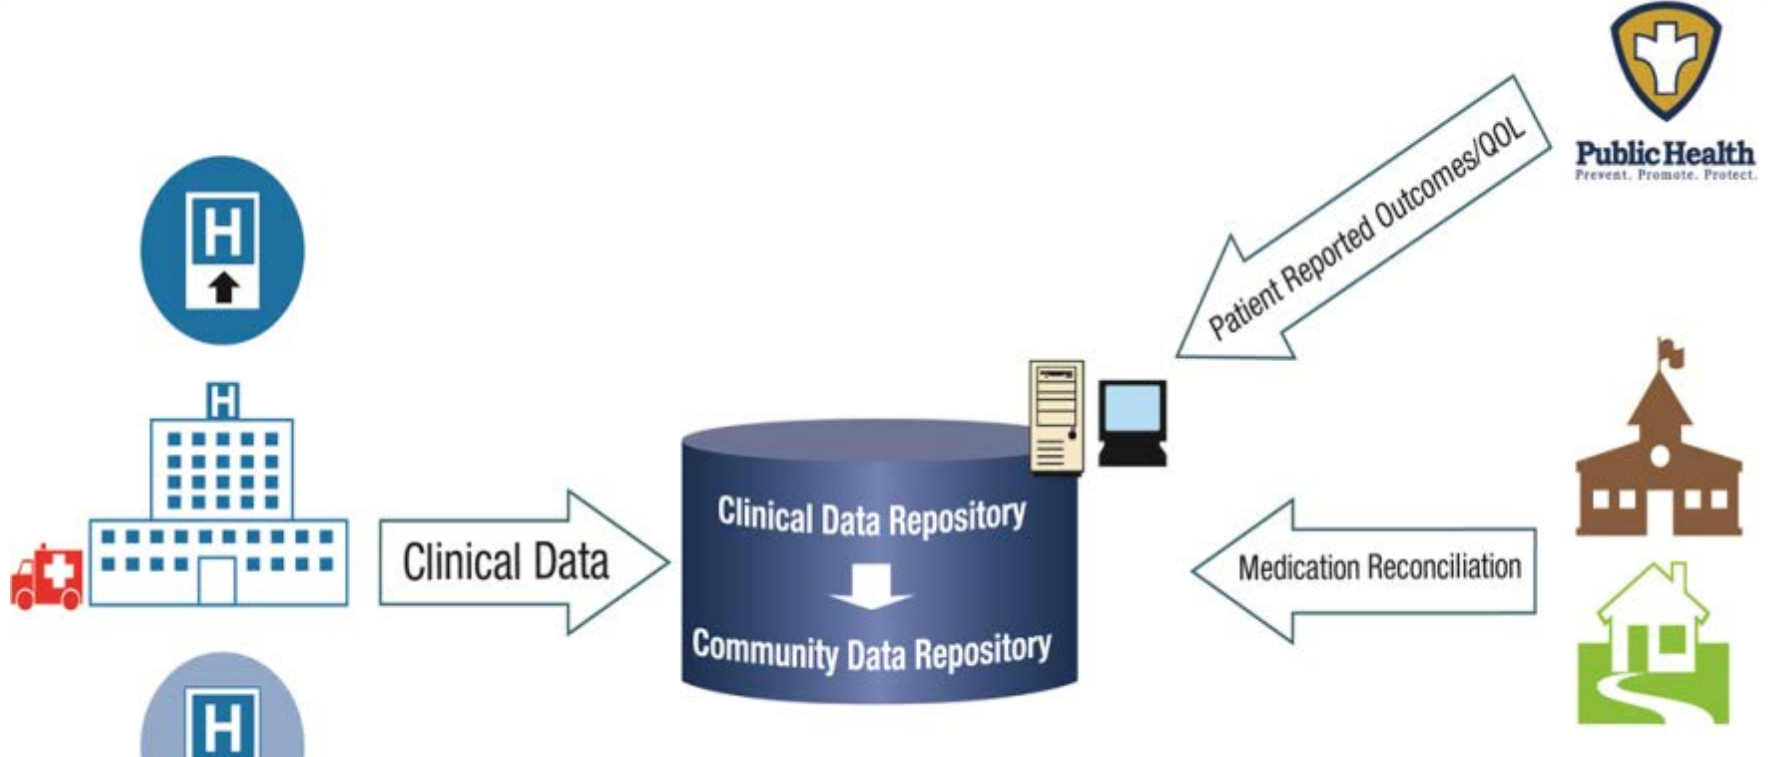 H
H
Clinical Data
H
Clinical Data Repository
Community Data Repository
Patient Reported Outcomes/QOL
Public Health
Prevent. Promote. Protect.
Medication Reconciliation